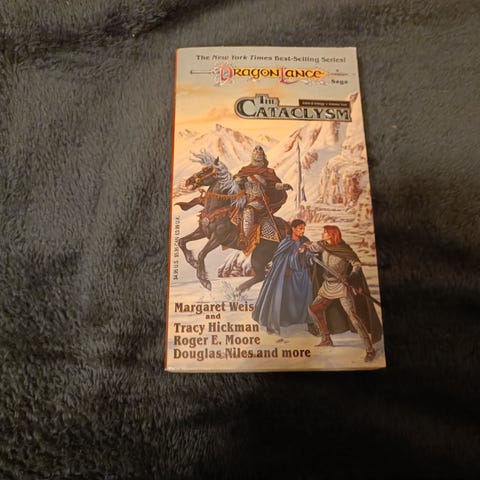 The New York Times Best-Selling Series!
DRAGONLANCE
Saga
THE
CATACLYSM
Margaret Weis
and
Tracy Hickman
Roger E. Moore
Douglas Niles and more